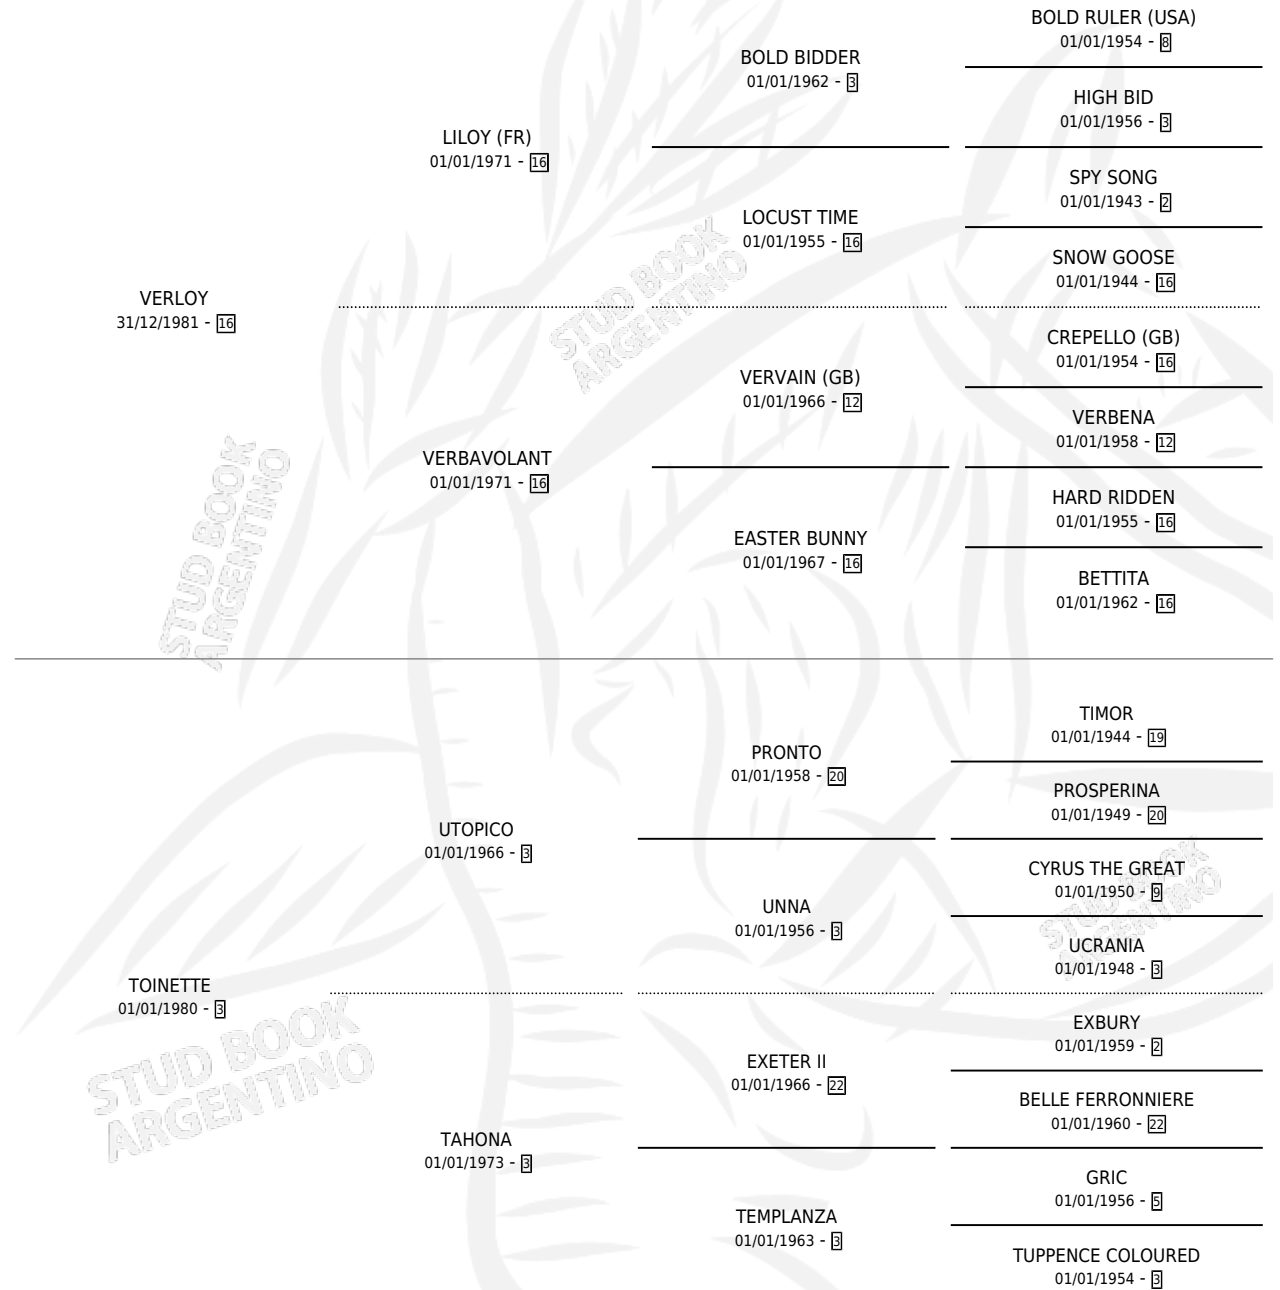 VERLOY
31/12/1981 - 16
LILOY (FR)
01/01/1971 - 16
BOLD BIDDER
01/01/1962 - 3
BOLD RULER (USA)
01/01/1954 - 8
HIGH BID
01/01/1956 - 3
LOCUST TIME
01/01/1955 - 16
SPY SONG
01/01/1943 - 2
SNOW GOOSE
01/01/1944 - 16
VERBAVOLANT
01/01/1971 - 16
VERVAIN (GB)
01/01/1966 - 12
CREPELLO (GB)
01/01/1954 - 16
VERBENA
01/01/1958 - 12
EASTER BUNNY
01/01/1967 - 16
HARD RIDDEN
01/01/1955 - 16
BETTITA
01/01/1962 - 16
TOINETTE
01/01/1980 - 3
UTOPICO
01/01/1966 - 3
PRONTO
01/01/1958 - 20
TIMOR
01/01/1944 - 19
PROSPERINA
01/01/1949 - 20
UNNA
01/01/1956 - 3
CYRUS THE GREAT
01/01/1950 - 9
UCRANIA
01/01/1948 - 3
TAHONA
01/01/1973 - 3
EXETER II
01/01/1966 - 22
EXBURY
01/01/1959 - 2
BELLE FERRONNIERE
01/01/1960 - 22
TEMPLANZA
01/01/1963 - 3
GRIC
01/01/1956 - 5
TUPPENCE COLOURED
01/01/1954 - 3
STUD BOOK
ARGENTINO
STUD BOOK
ARGENTINO
STUD BOOK
ARGENTINO
STUD BOOK
ARGENTINO